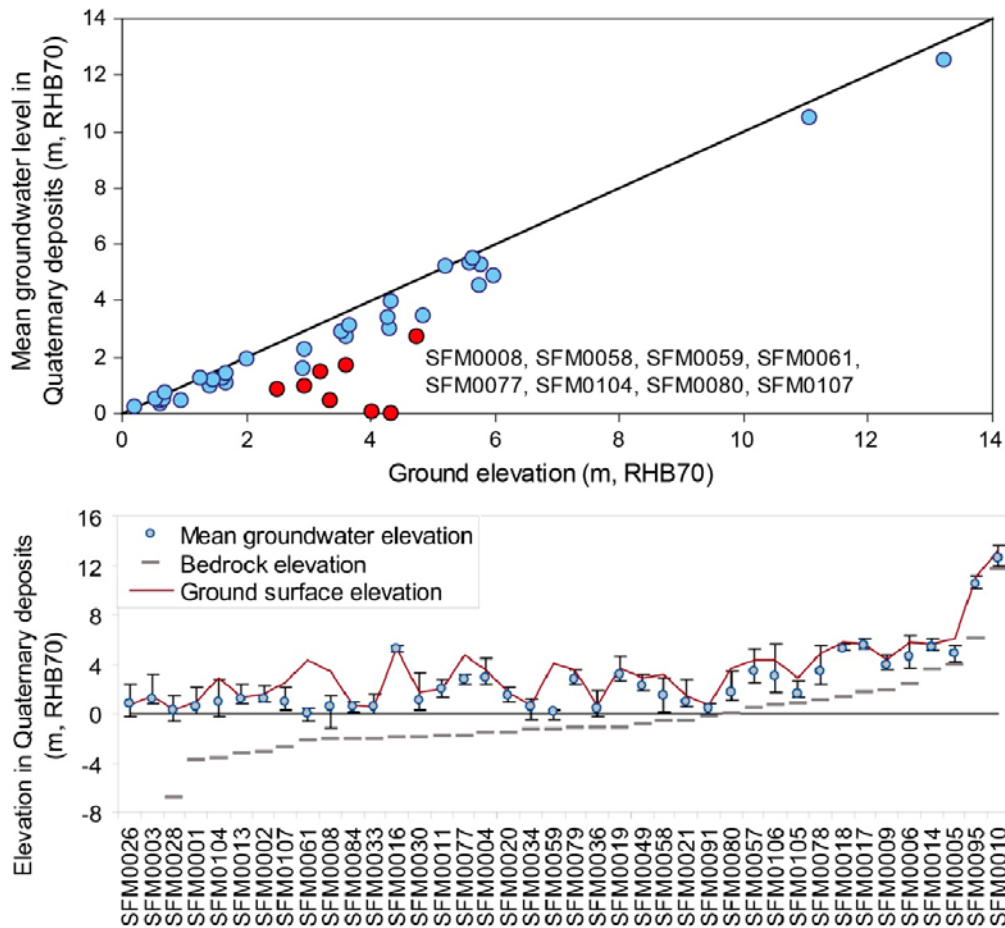 Mean groundwater level in
Quaternary deposits (m, RHB70)
14
12
10
8
6
4
2
0
SFM0008, SFM0058, SFM0059, SFM0061,
SFM0077, SFM0104, SFM0080, SFM0107
0 2 4 6 8 10 12 14
Ground elevation (m, RHB70)
Elevation in Quaternary deposits
(m, RHB70)
16
12
8
4
0
-4
-8
Mean groundwater elevation
Bedrock elevation
Ground surface elevation
SFM0026
SFM0003
SFM0028
SFM0001
SFM0104
SFM0013
SFM0002
SFM0107
SFM0061
SFM0008
SFM0084
SFM0033
SFM0016
SFM0030
SFM0011
SFM0077
SFM0004
SFM0020
SFM0034
SFM0059
SFM0079
SFM0036
SFM0019
SFM0049
SFM0058
SFM0021
SFM0091
SFM0080
SFM0057
SFM0106
SFM0105
SFM0078
SFM0018
SFM0017
SFM0009
SFM0006
SFM0014
SFM0005
SFM0095
SFM0010